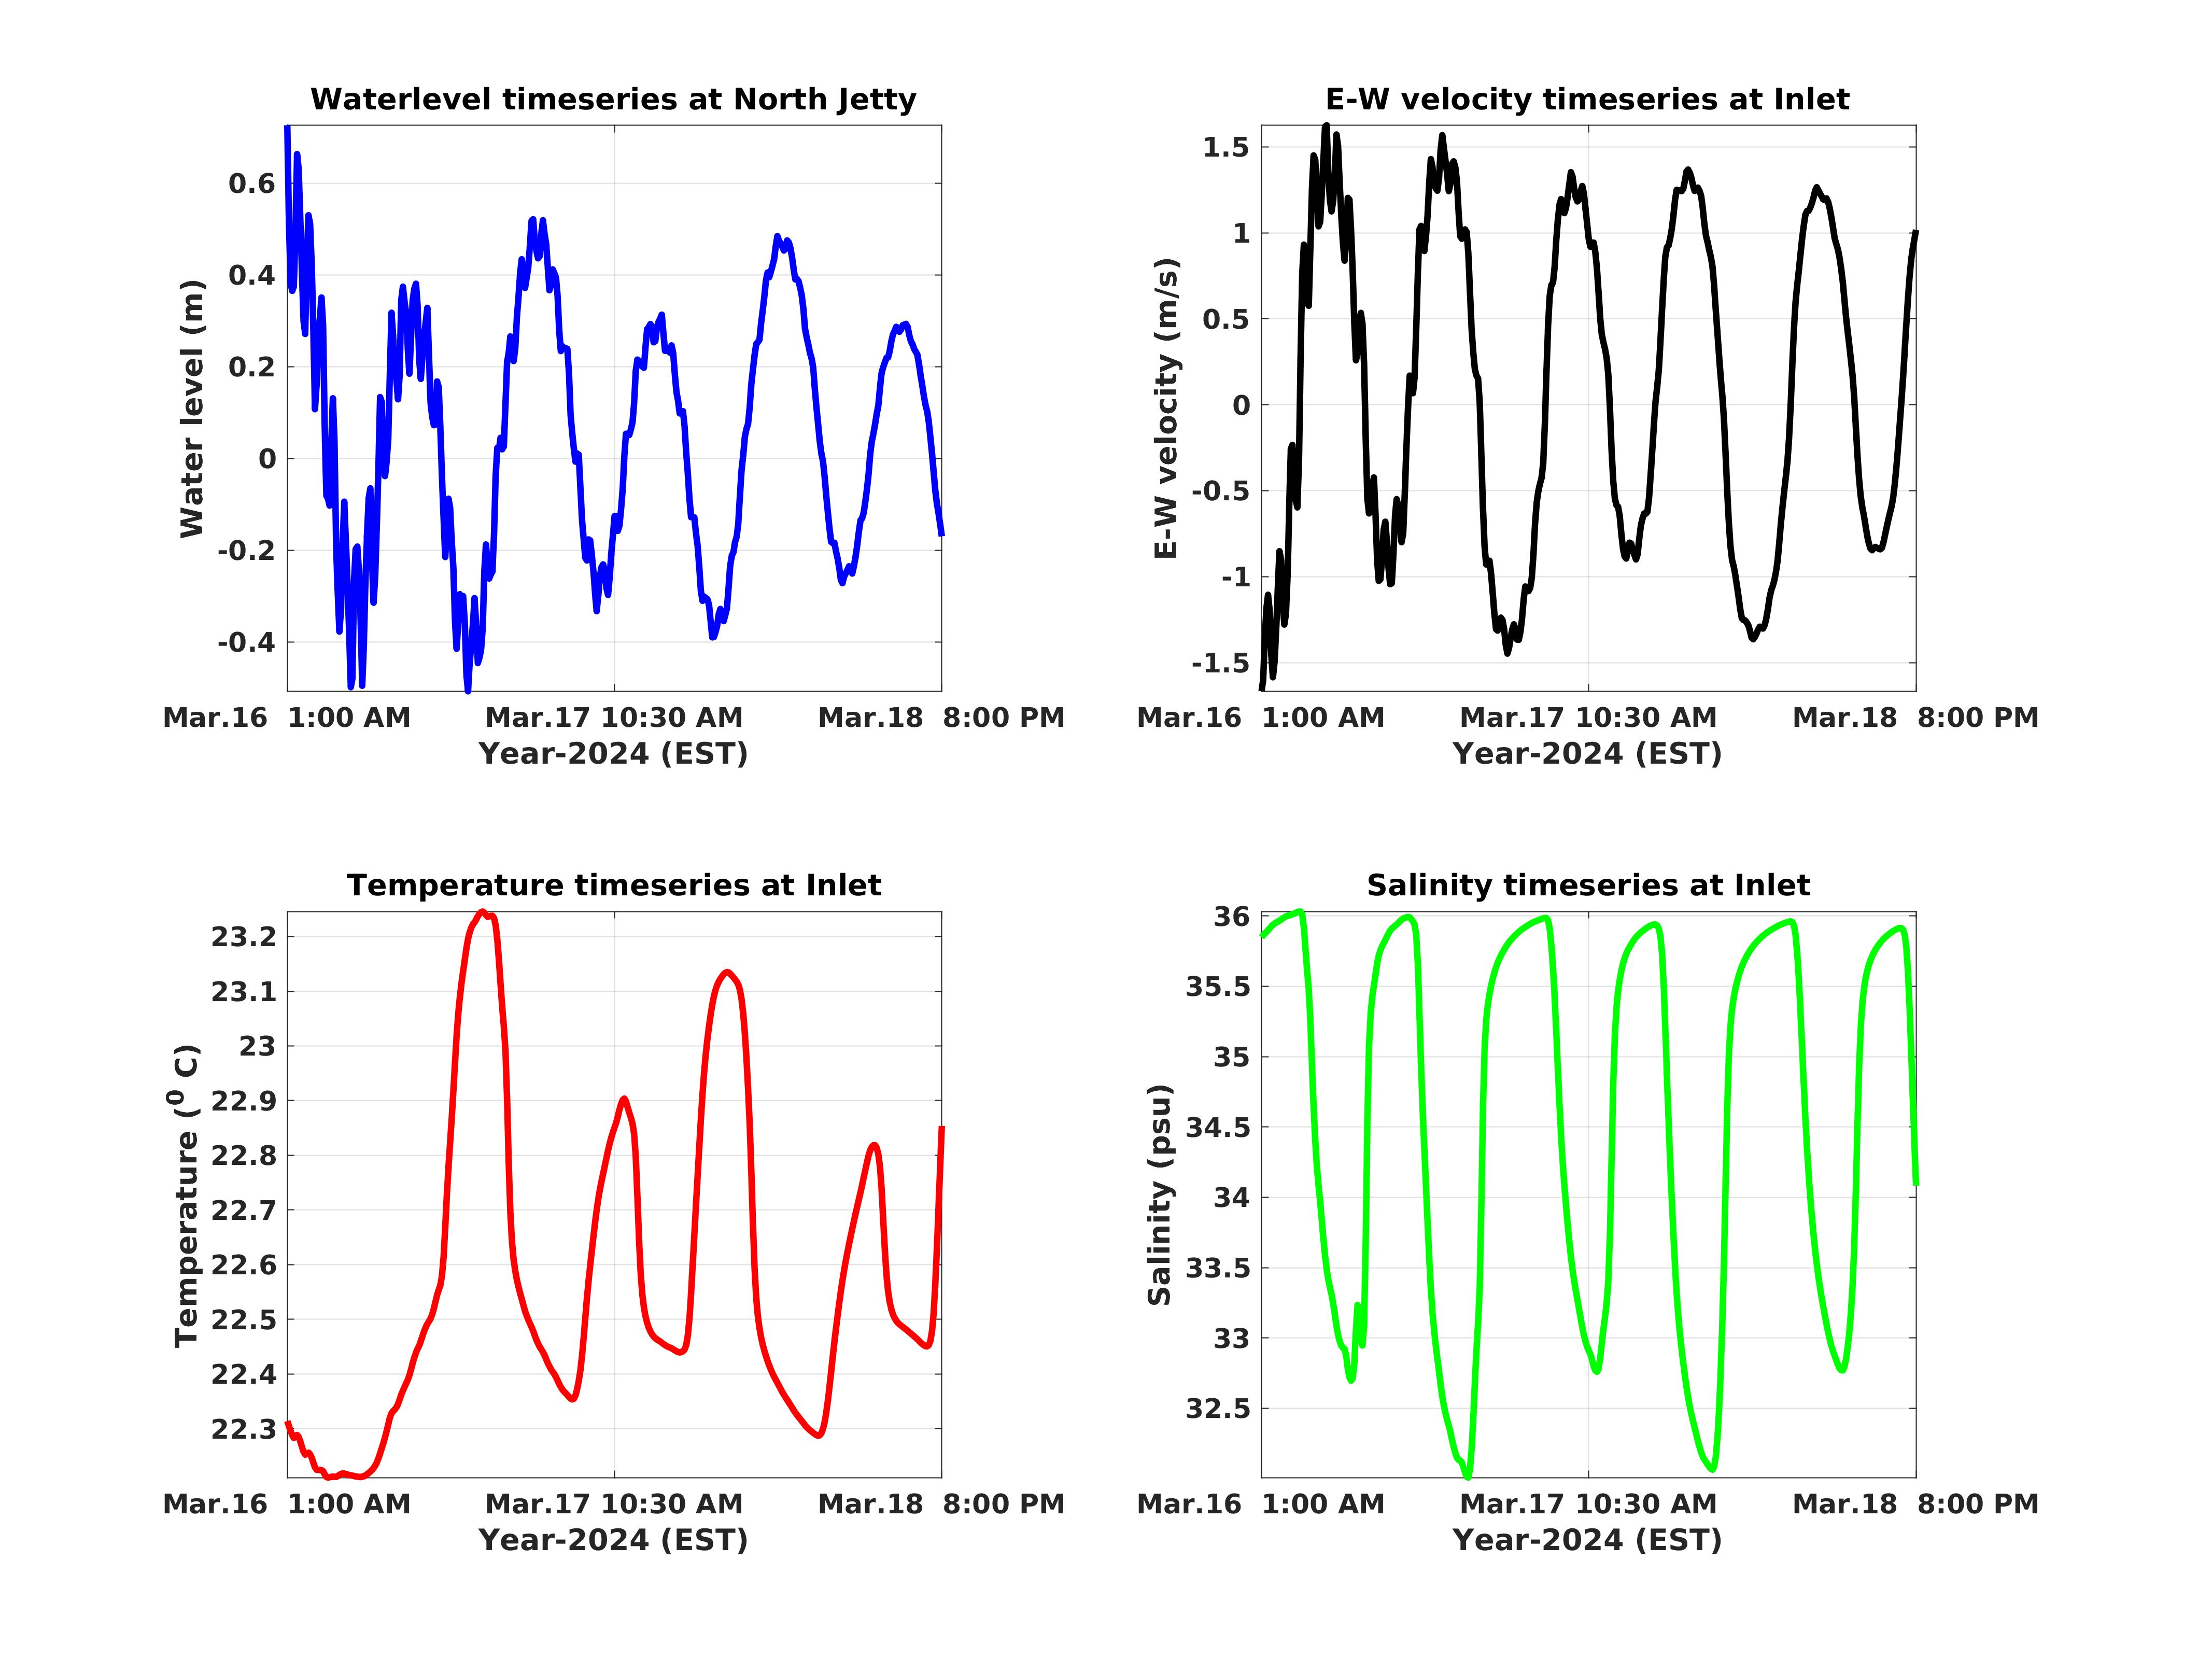 Waterlevel timeseries at North Jetty
Water level (m)
0.6
0.4
0.2
0
-0.2
-0.4
Mar.16 1:00 AM
Mar.17 10:30 AM
Mar.18 8:00 PM
Year-2024 (EST)
E-W velocity timeseries at Inlet
E-W velocity (m/s)
1.5
1
0.5
0
-0.5
-1
-1.5
Mar.16 1:00 AM
Mar.17 10:30 AM
Mar.18 8:00 PM
Year-2024 (EST)
Temperature timeseries at Inlet
Temperature (⁰ C)
23.2
23.1
23
22.9
22.8
22.7
22.6
22.5
22.4
22.3
Mar.16 1:00 AM
Mar.17 10:30 AM
Mar.18 8:00 PM
Year-2024 (EST)
Salinity timeseries at Inlet
Salinity (psu)
36
35.5
35
34.5
34
33.5
33
32.5
Mar.16 1:00 AM
Mar.17 10:30 AM
Mar.18 8:00 PM
Year-2024 (EST)